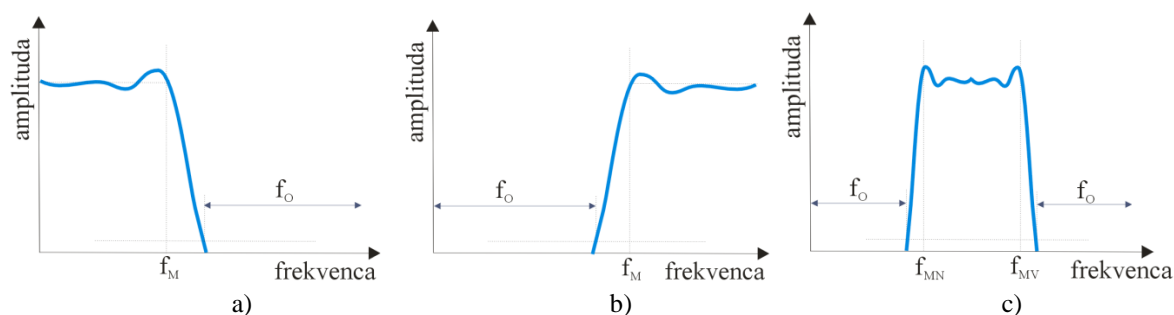 amplituda
f_O
f_M
frekvenca
a)
amplituda
f_O
f_M
frekvenca
b)
amplituda
f_O
f_O
f_MN
f_MV
frekvenca
c)